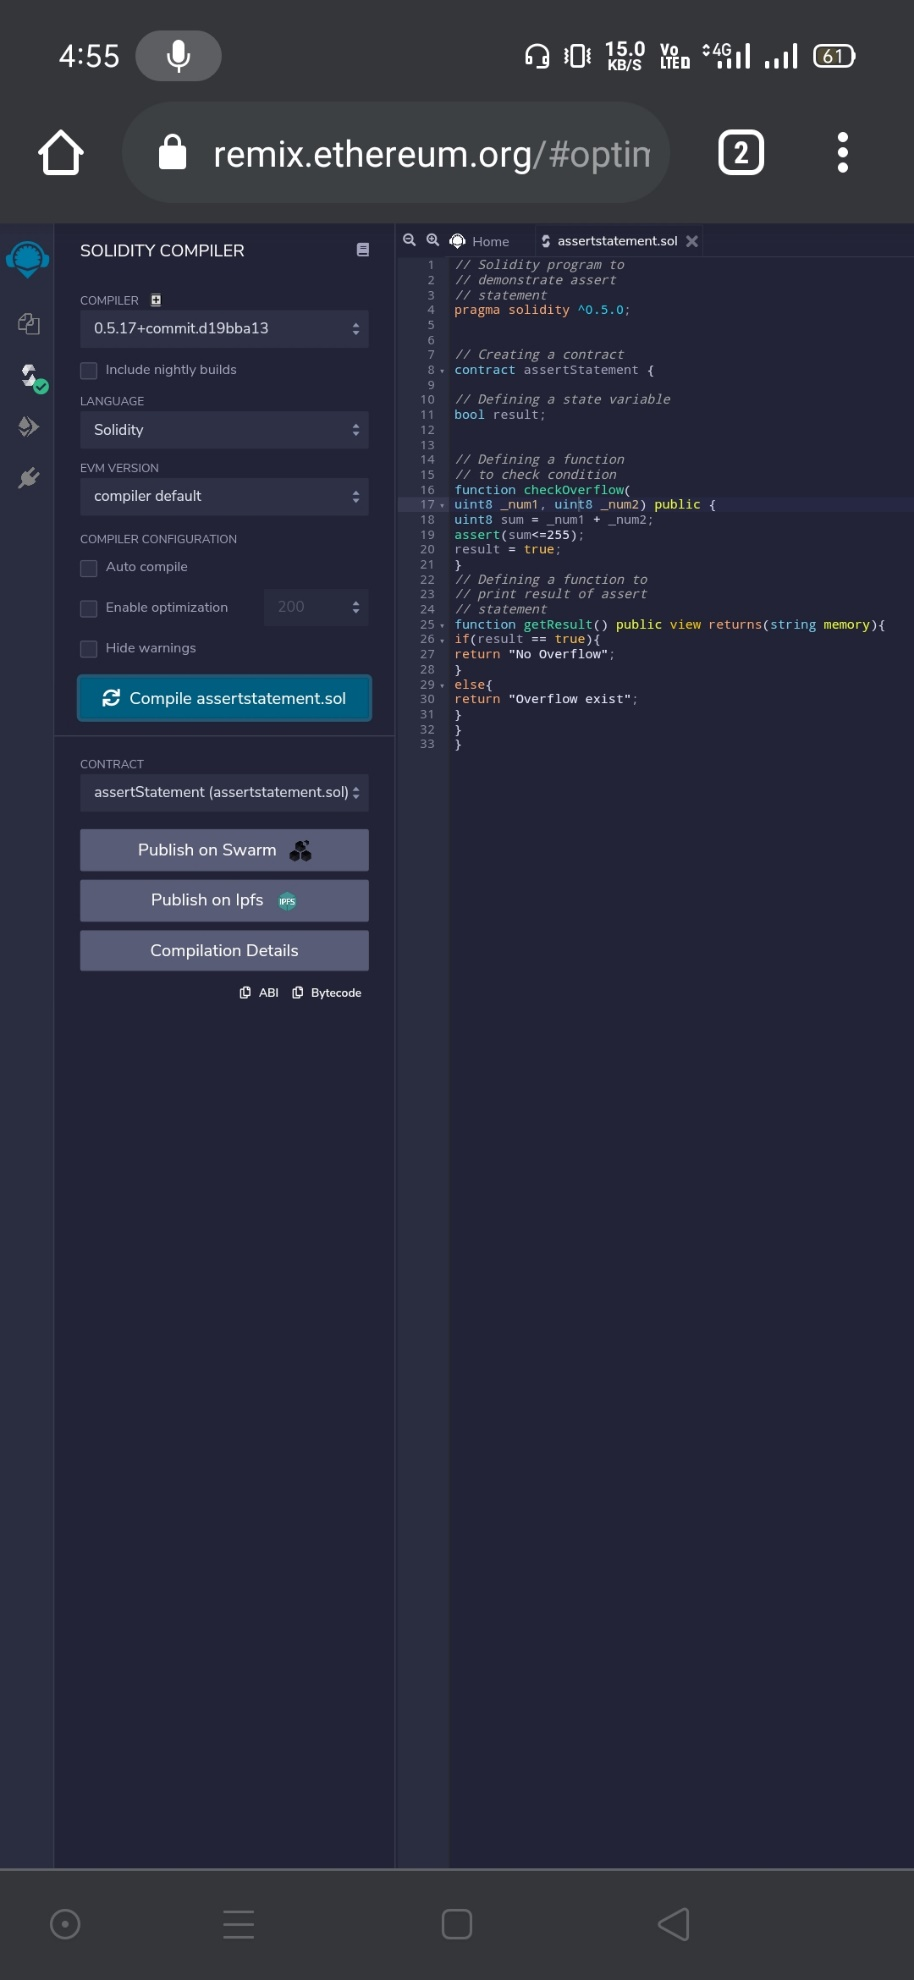 4:55
15.0
KB/S
Vo
LTE
4G
61
remix.ethereum.org/#optim
2
SOLIDITY COMPILER
COMPILER
0.5.17+commit.d19bba13
Include nightly builds
LANGUAGE
Solidity
EVM VERSION
compiler default
COMPILER CONFIGURATION
Auto compile
Enable optimization
200
Hide warnings
Compile assertstatement.sol
CONTRACT
assertStatement (assertstatement.sol)
Publish on Swarm
Publish on Ipfs
IPFS
Compilation Details
ABI
Bytecode
Home
assertstatement.sol
1 // Solidity program to
2 // demonstrate assert
3 // statement
4 pragma solidity ^0.5.0;
5
6
7 // Creating a contract
8 contract assertStatement {
9
10 // Defining a state variable
11 bool result;
12
13
14 // Defining a function
15 // to check condition
16 function checkOverflow(
17 uint8 _num1, uint8 _num2) public {
18 uint8 sum = _num1 + _num2;
19 assert(sum<=255);
20 result = true;
21 }
22 // Defining a function to
23 // print result of assert
24 // statement
25 function getResult() public view returns(string memory){
26 if(result == true){
27 return "No Overflow";
28 }
29 else{
30 return "Overflow exist";
31 }
32 }
33 }